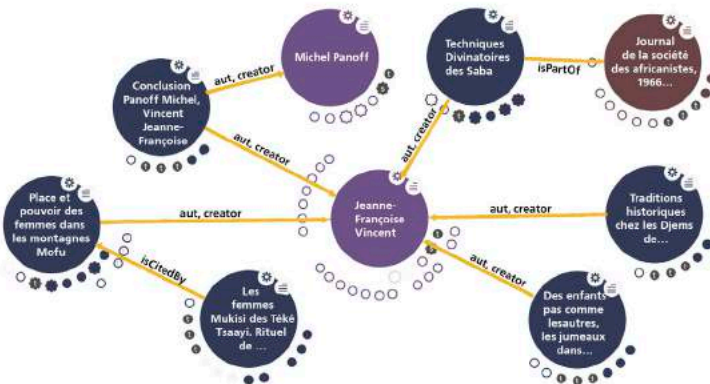 Michel Panoff
Techniques
Divinatoires
des Saba
Journal
de la société
des africanistes,
1966...
aut, creator
isPartOf
Conclusion
Panoff Michel,
Vincent
Jeanne-
Françoise
aut, creator
aut, creator
Place et
pouvoir des
femmes dans
les montagnes
Mofu
aut, creator
Jeanne-
Françoise
Vincent
aut, creator
Traditions
historiques
chez les Djems
de...
isCitedBy
aut, creator
Les
femmes
Mukisi des Téké
Tsaayi. Rituel
de ...
Des enfants
pas comme
lesautres,
les jumeaux
dans...